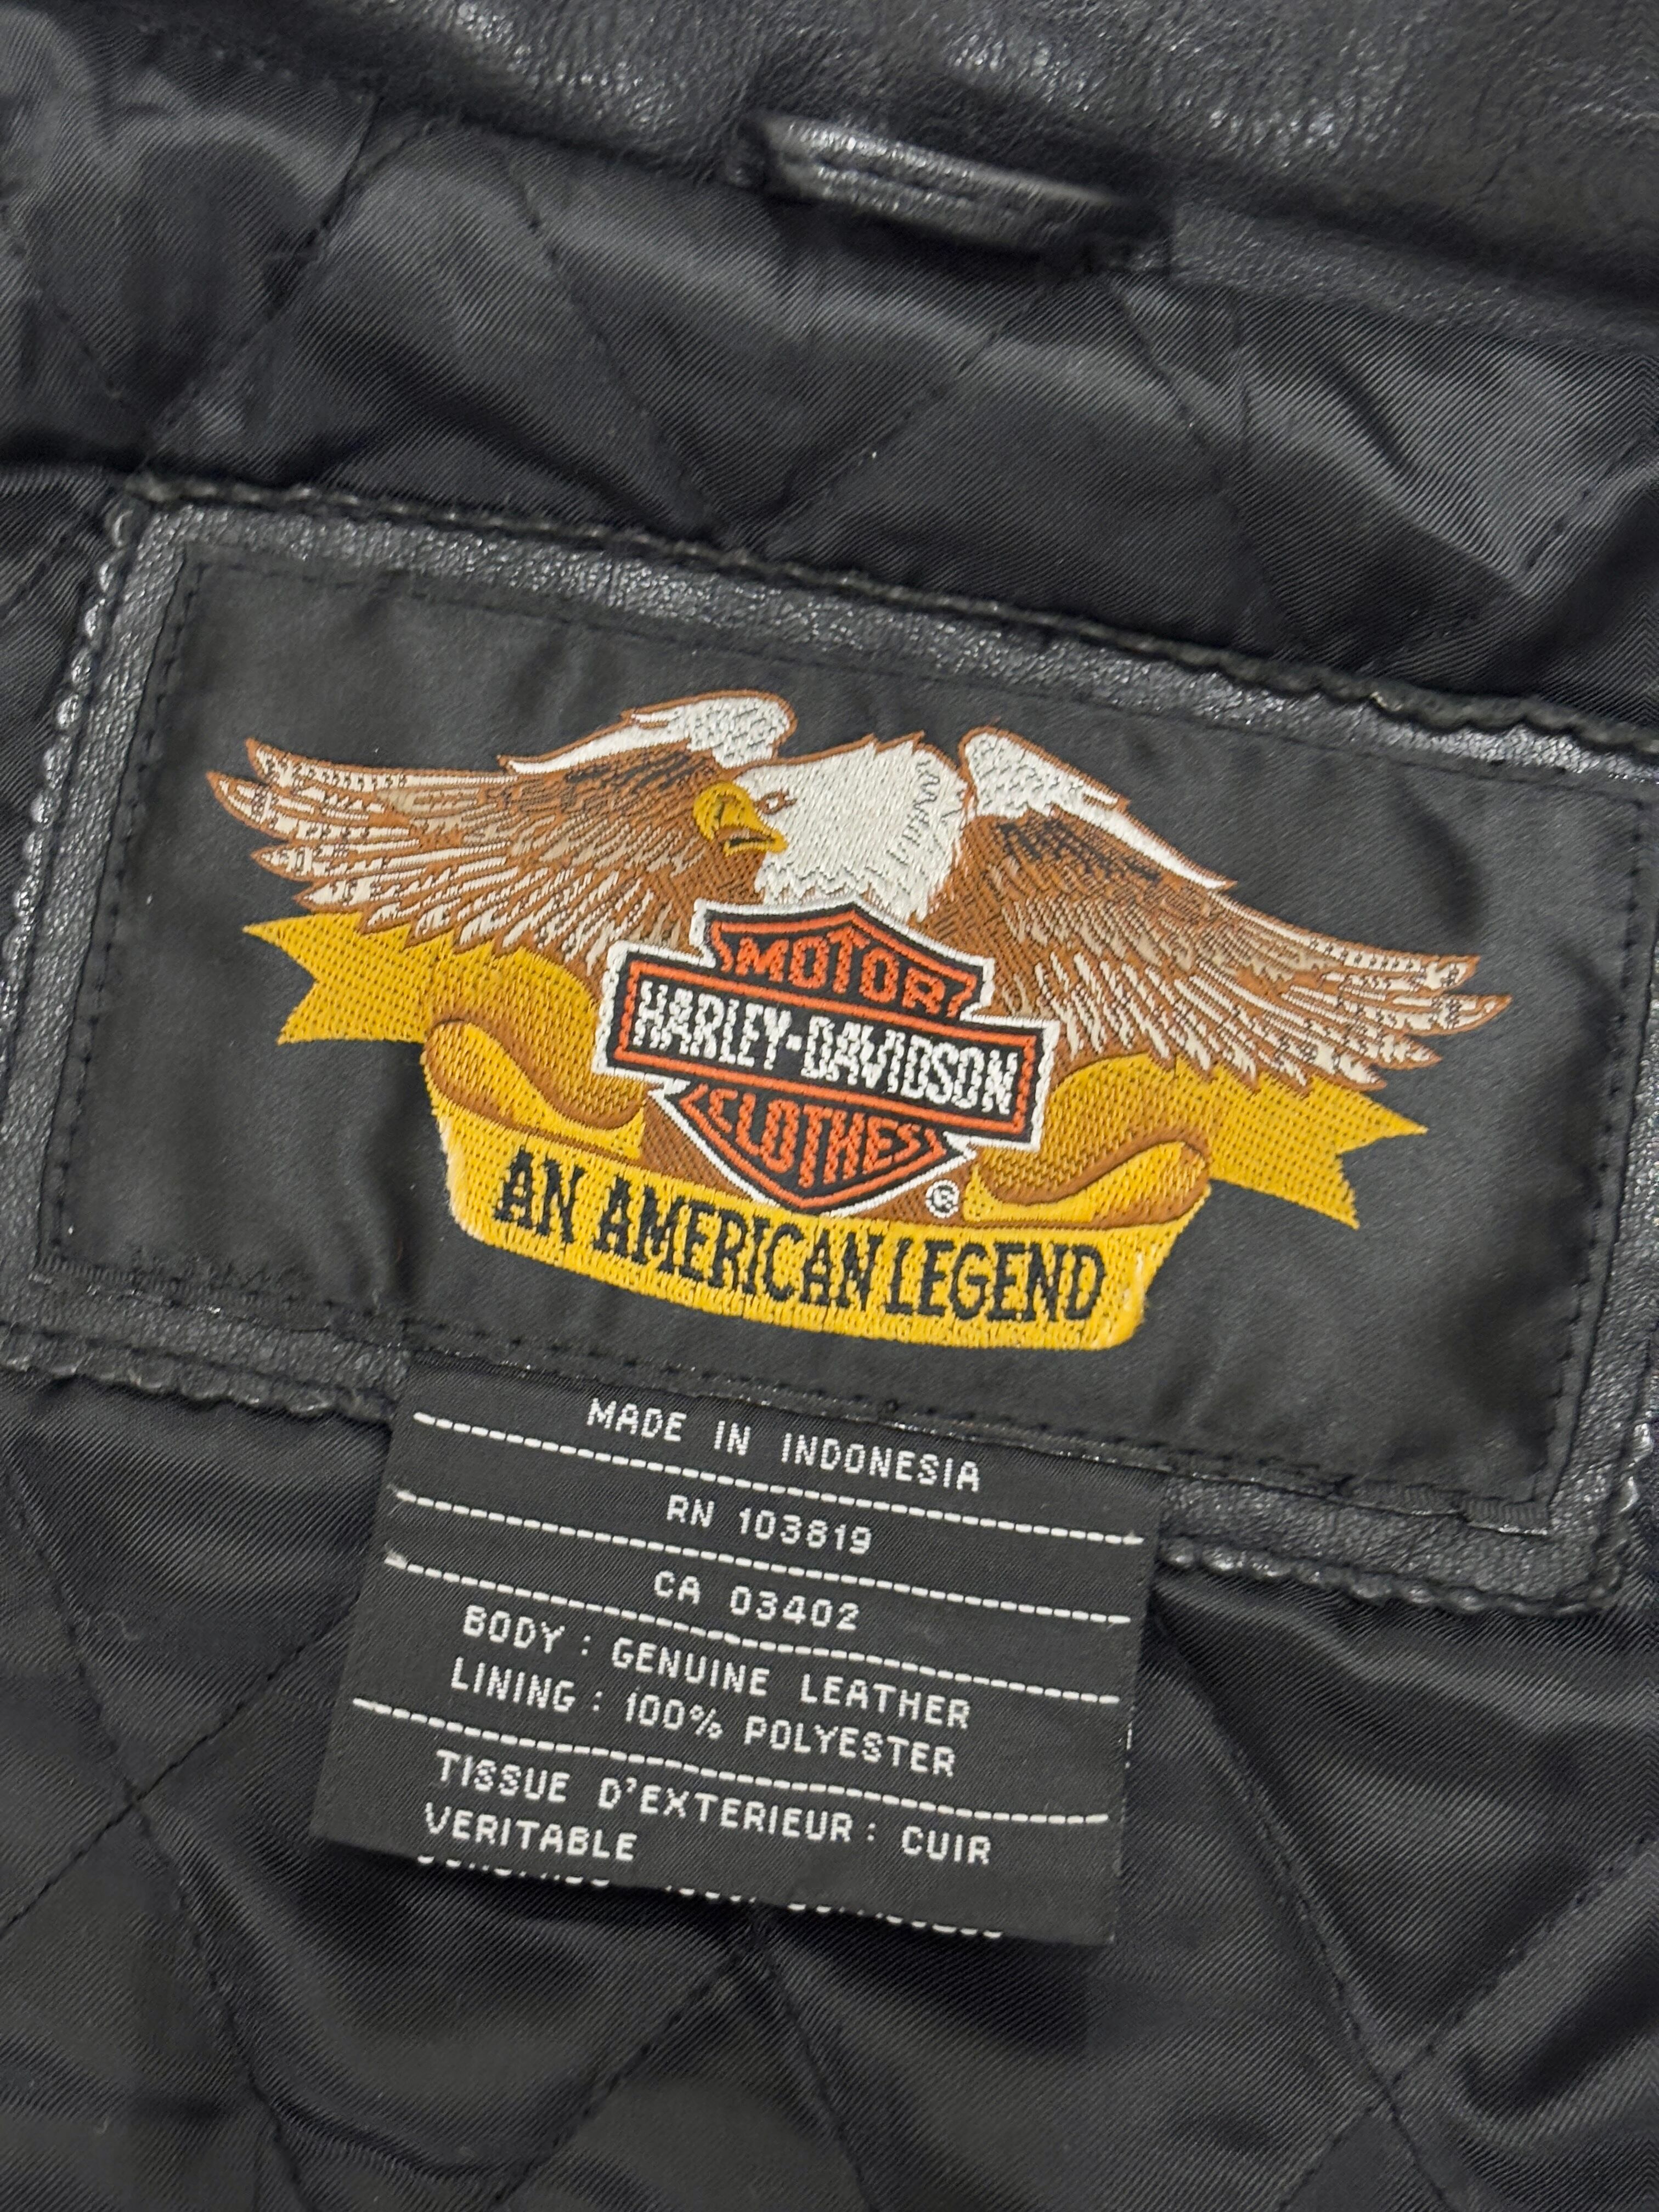 MOTOR
HARLEY-DAVIDSON
CLOTHES
®
AN AMERICAN LEGEND
MADE IN INDONESIA
RN 103819
CA 03402
BODY : GENUINE LEATHER
LINING : 100% POLYESTER
TISSUE D'EXTERIEUR : CUIR
VERITABLE